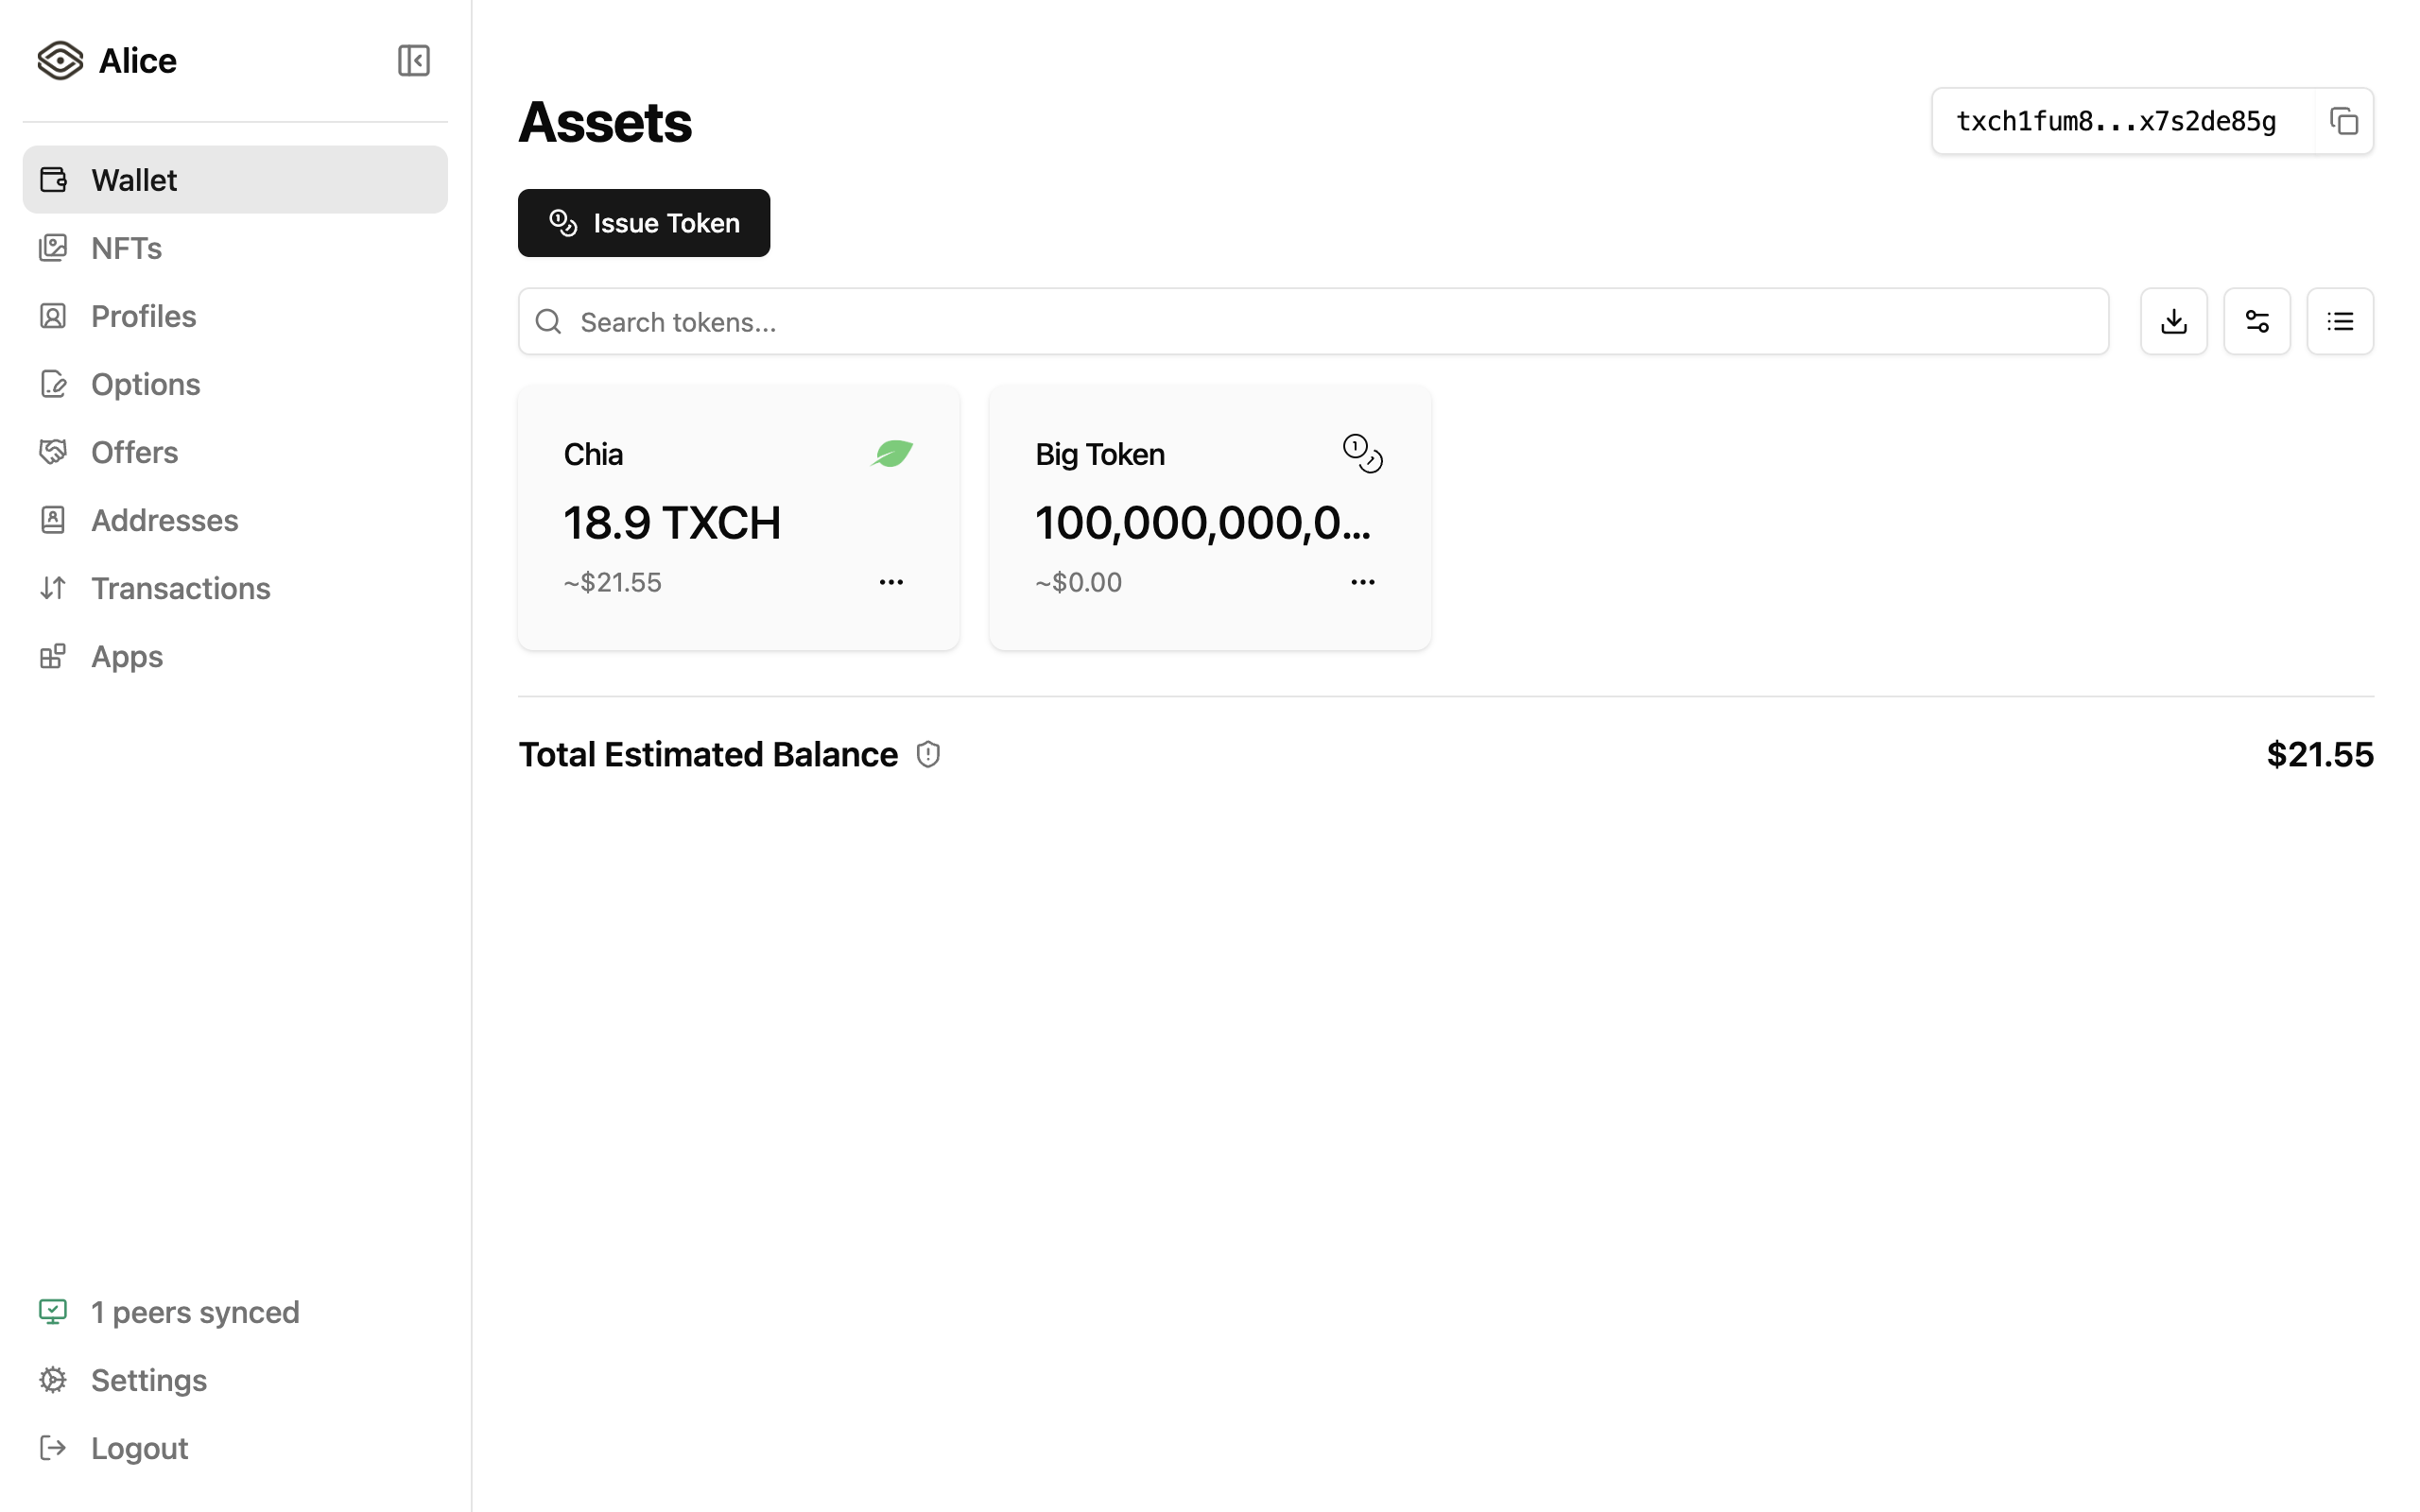 Alice
Wallet
NFTs
Profiles
Options
Offers
Addresses
Transactions
Apps
1 peers synced
Settings
Logout
Assets
txch1fum8...x7s2de85g
Issue Token
Search tokens...
Chia
18.9 TXCH
~$21.55
Big Token
100,000,000,0...
~$0.00
Total Estimated Balance
$21.55